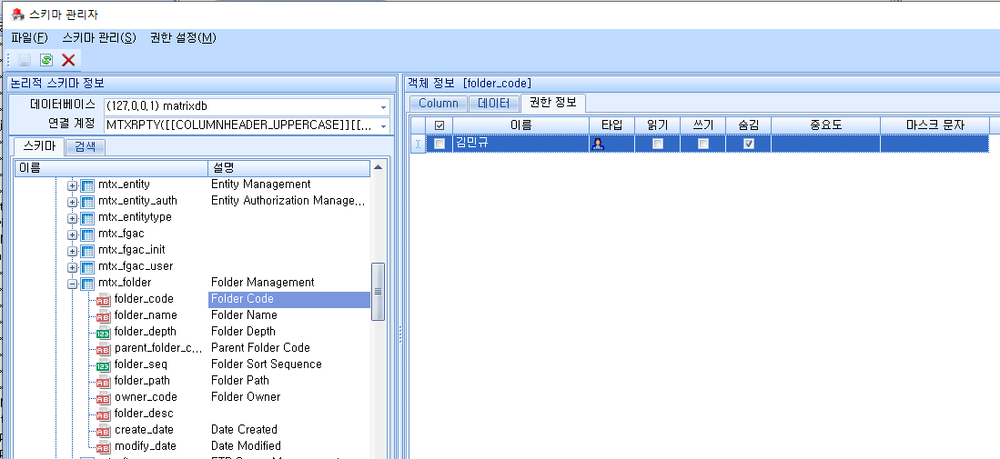 스키마 관리자
파일(F) 스키마 관리(S) 권한 설정(M)
논리적 스키마 정보
데이터베이스 (127,0,0,1) matrixdb
연결 계정 MTXRPTY([[COLUMNHEADER_UPPERCASE]][[...
스키마 검색
이름 설명
mtx_entity Entity Management
mtx_entity_auth Entity Authorization Manage...
mtx_entitytype
mtx_fgac
mtx_fgac_init
mtx_fgac_user
mtx_folder Folder Management
folder_code Folder Code
folder_name Folder Name
folder_depth Folder Depth
parent_folder_c... Parent Folder Code
folder_seq Folder Sort Sequence
folder_path Folder Path
owner_code Folder Owner
folder_desc
create_date Date Created
modify_date Date Modified
객체 정보 [folder_code]
Column 데이터 권한 정보
이름 타입 읽기 쓰기 숨김 중요도 마스크 문자
김민규